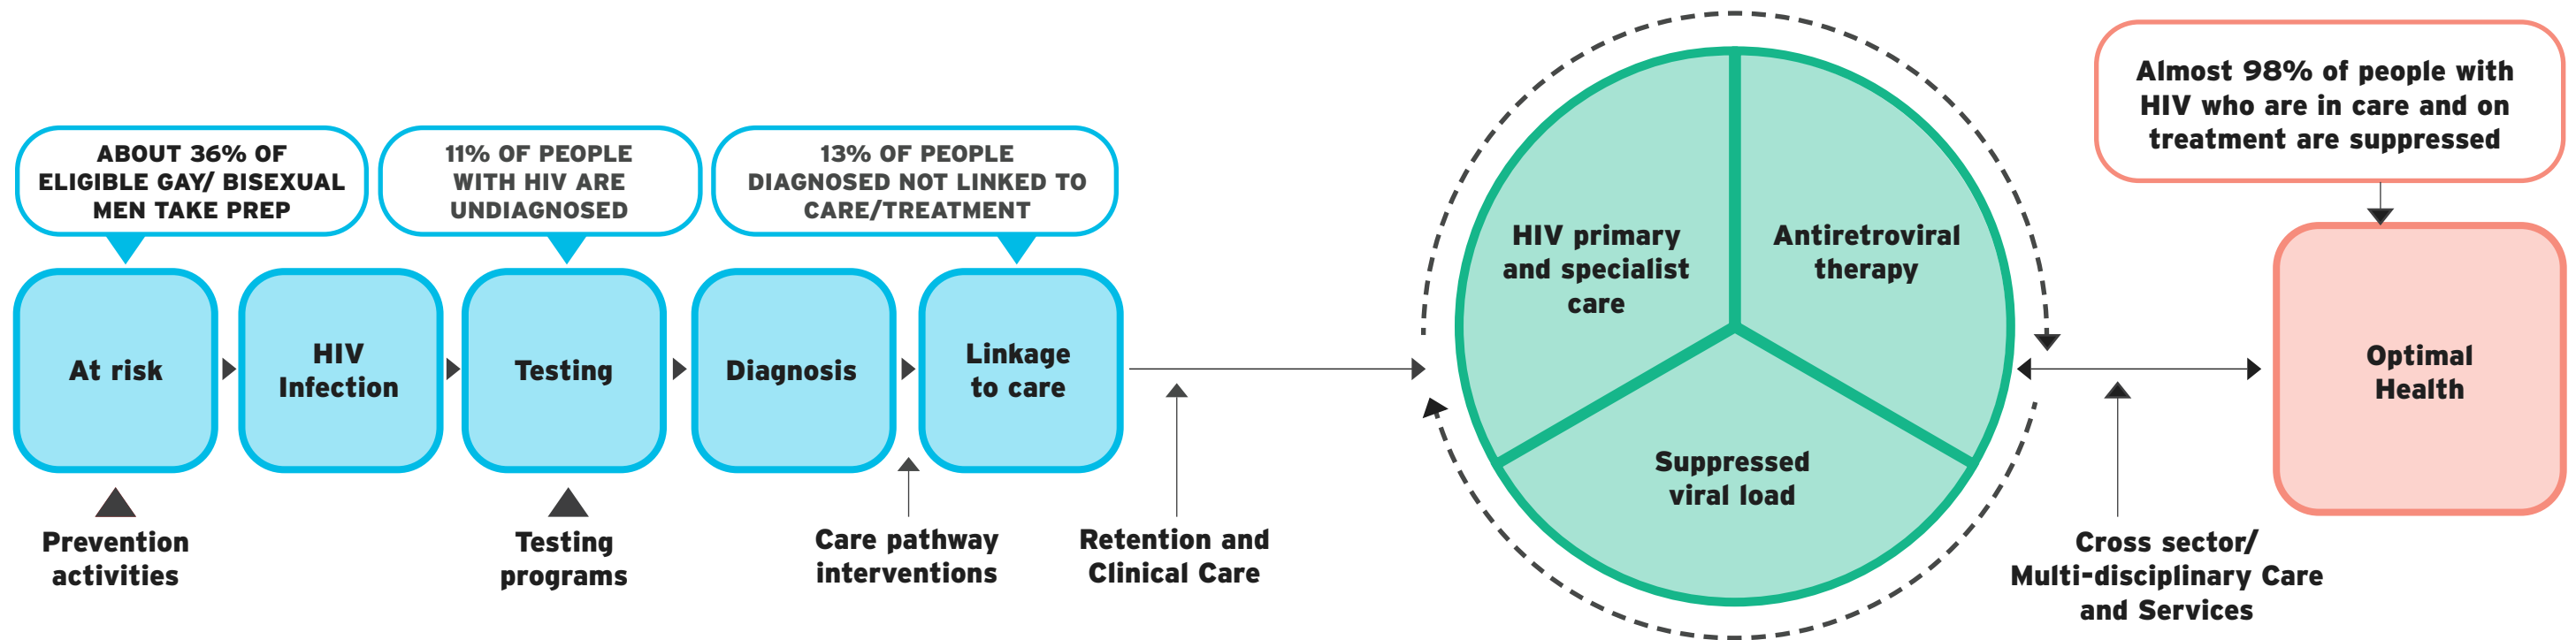 ABOUT 36% OF
ELIGIBLE GAY/ BISEXUAL
MEN TAKE PREP
11% OF PEOPLE
WITH HIV ARE
UNDIAGNOSED
13% OF PEOPLE
DIAGNOSED NOT LINKED TO
CARE/TREATMENT
Almost 98% of people with
HIV who are in care and on
treatment are suppressed
At risk
HIV
Infection
Testing
Diagnosis
Linkage
to care
HIV primary
and specialist
care
Antiretroviral
therapy
Suppressed
viral load
Optimal
Health
Prevention
activities
Testing
programs
Care pathway
interventions
Retention and
Clinical Care
Cross sector/
Multi-disciplinary Care
and Services